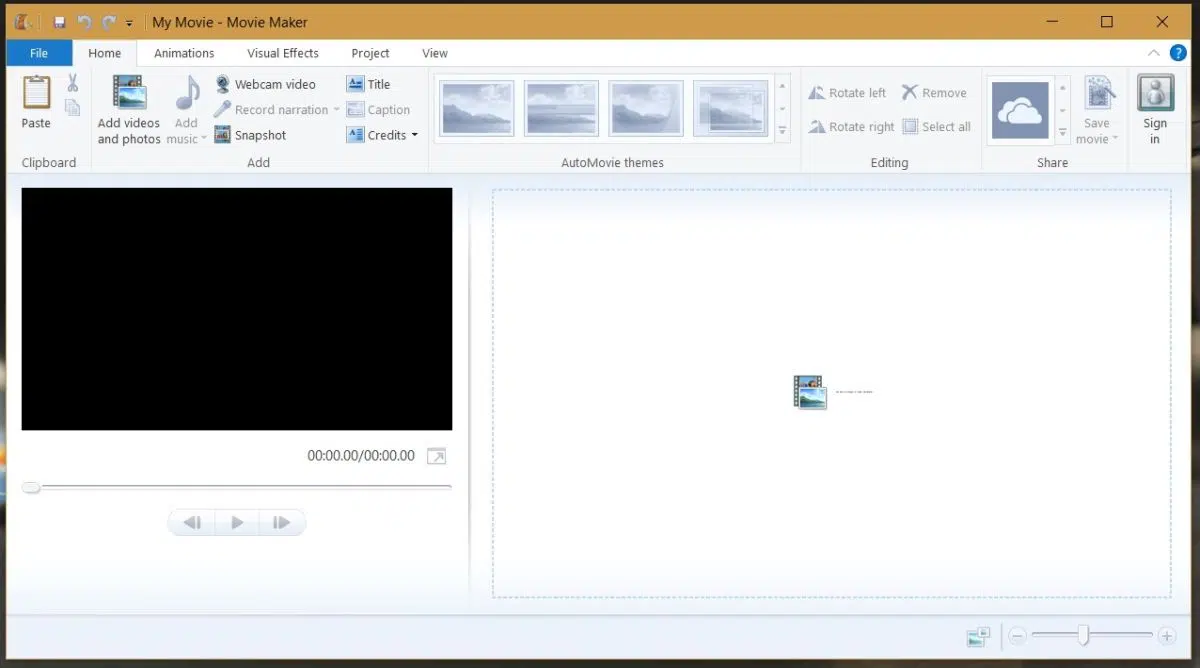 My Movie - Movie Maker
File Home Animations Visual Effects Project View
Paste
Clipboard
Add videos
and photos
Add
music
Webcam video
Record narration
Snapshot
Title
Caption
Credits
Add
AutoMovie themes
Rotate left
Remove
Rotate right
Select all
Editing
Save
movie
Share
Sign
in
00:00.00/00:00.00